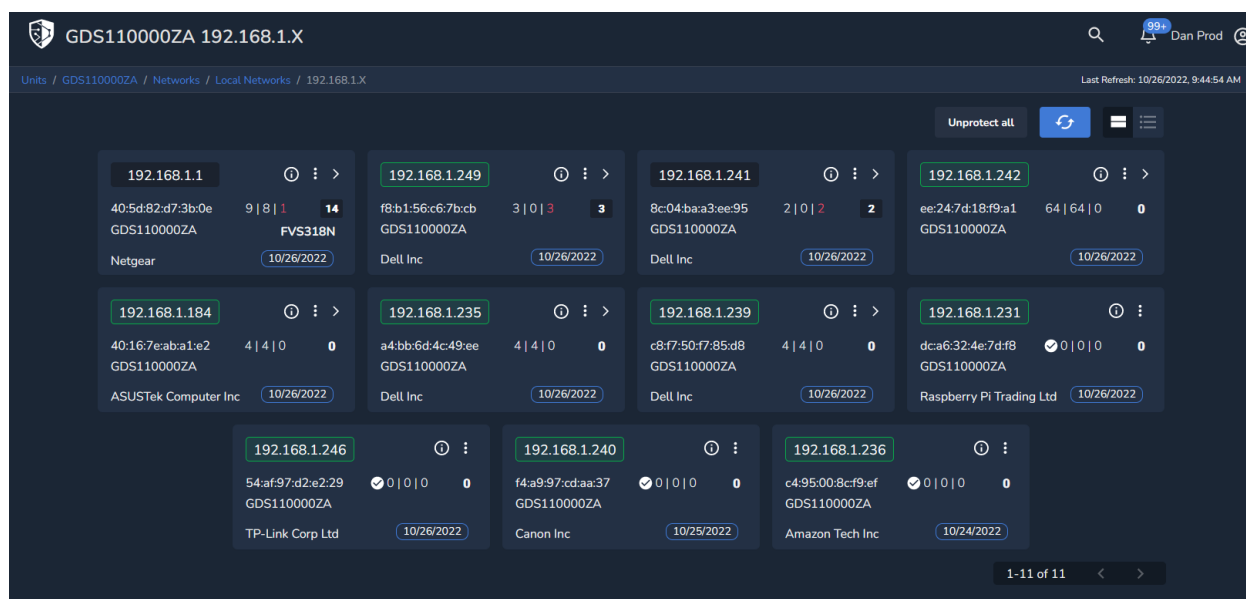 GDS110000ZA 192.168.1.X
99+
Dan Prod
Units / GDS110000ZA / Networks / Local Networks / 192.168.1.X
Last Refresh: 10/26/2022, 9:44:54 AM
Unprotect all
192.168.1.1
40:5d:82:d7:3b:0e 9|8|1 14
GDS110000ZA FVS318N
Netgear 10/26/2022
192.168.1.249
f8:b1:56:c6:7b:cb 3|0|3 3
GDS110000ZA
Dell Inc 10/26/2022
192.168.1.241
8c:04:ba:a3:ee:95 2|0|2 2
GDS110000ZA
Dell Inc 10/26/2022
192.168.1.242
ee:24:7d:18:f9:a1 64|64|0 0
GDS110000ZA
10/26/2022
192.168.1.184
40:16:7e:ab:a1:e2 4|4|0 0
GDS110000ZA
ASUSTek Computer Inc 10/26/2022
192.168.1.235
a4:bb:6d:4c:49:ee 4|4|0 0
GDS110000ZA
Dell Inc 10/26/2022
192.168.1.239
c8:f7:50:f7:85:d8 4|4|0 0
GDS110000ZA
Dell Inc 10/26/2022
192.168.1.231
dc:a6:32:4e:7d:f8 0|0|0 0
GDS110000ZA
Raspberry Pi Trading Ltd 10/26/2022
192.168.1.246
54:af:97:d2:e2:29 0|0|0 0
GDS110000ZA
TP-Link Corp Ltd 10/26/2022
192.168.1.240
f4:a9:97:cd:aa:37 0|0|0 0
GDS110000ZA
Canon Inc 10/25/2022
192.168.1.236
c4:95:00:8c:f9:ef 0|0|0 0
GDS110000ZA
Amazon Tech Inc 10/24/2022
1-11 of 11